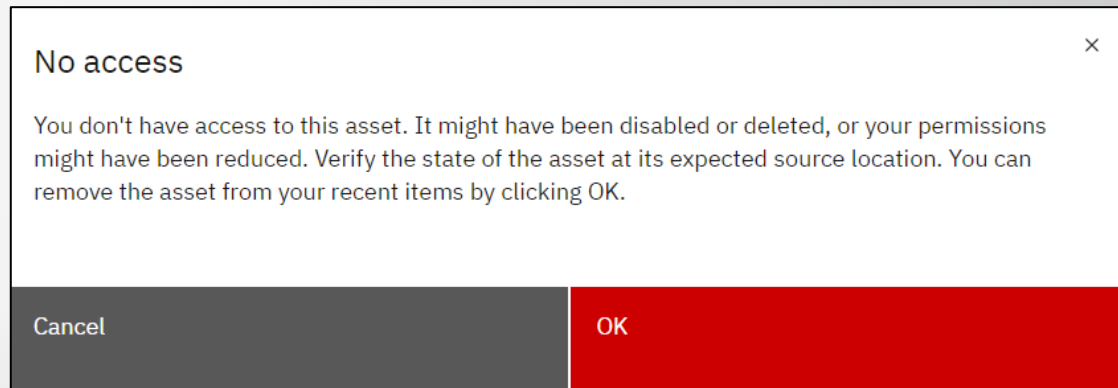 No access
You don't have access to this asset. It might have been disabled or deleted, or your permissions
might have been reduced. Verify the state of the asset at its expected source location. You can
remove the asset from your recent items by clicking OK.
Cancel
OK